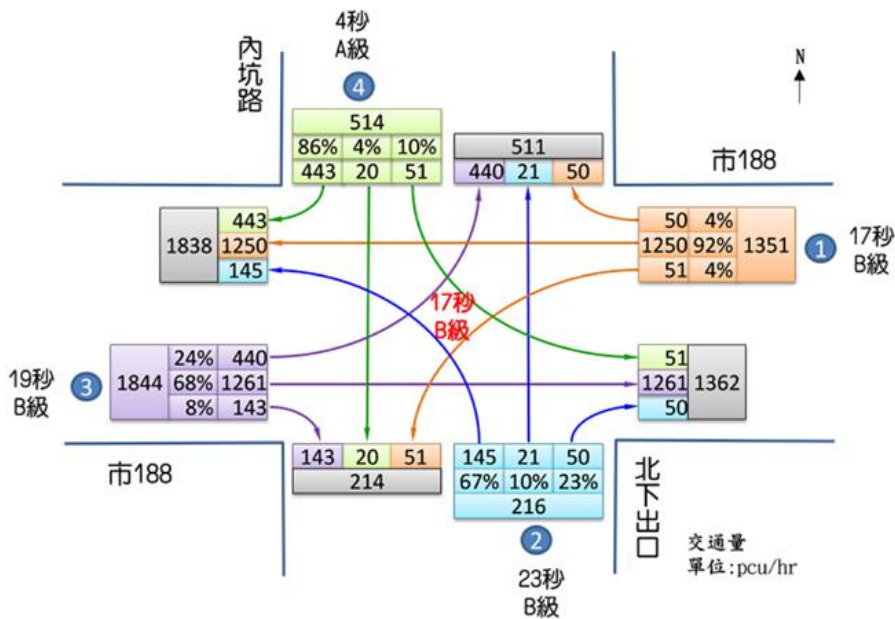 4秒
A級
4
內坑路
N
514
86% 4% 10%
443 20 51
511
440 21 50
市188
1838
443
1250
145
50 4%
1250 92%
51 4%
1351
1
17秒
B級
17秒
B級
19秒
B級
3
1844
24% 440
68% 1261
8% 143
51
1261
50
1362
市188
143 20 51
214
145 21 50
67% 10% 23%
216
2
23秒
B級
北下出口
交通量
單位:pcu/hr